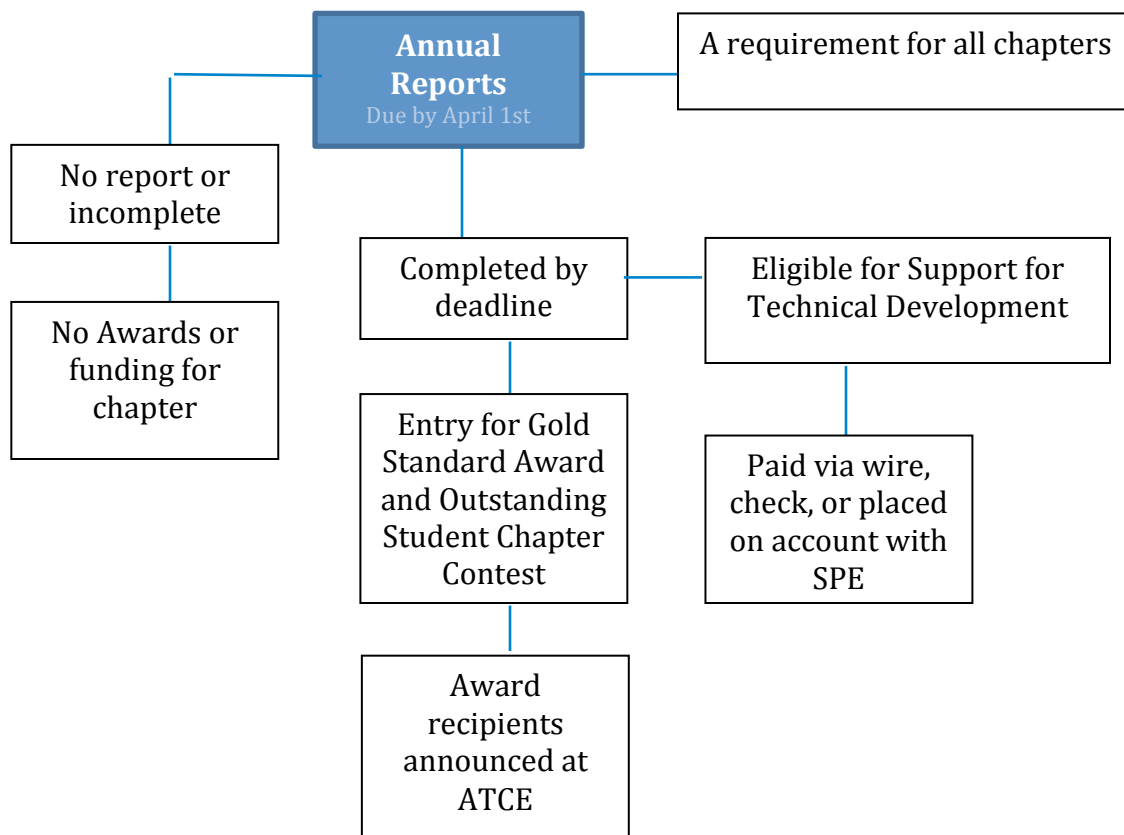 Annual
Reports
Due by April 1st
A requirement for all chapters
No report or
incomplete
No Awards or
funding for
chapter
Completed by
deadline
Eligible for Support for
Technical Development
Entry for Gold
Standard Award
and Outstanding
Student Chapter
Contest
Paid via wire,
check, or placed
on account with
SPE
Award
recipients
announced at
ATCE